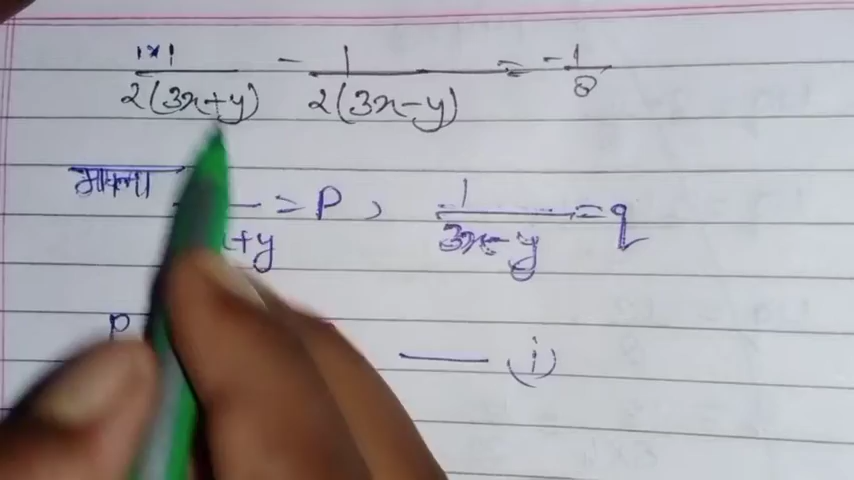 1×1/2(3x+y) - 1/2(3x-y) = -1/8
माना +y = P, 1/3x-y = q
P — (i)